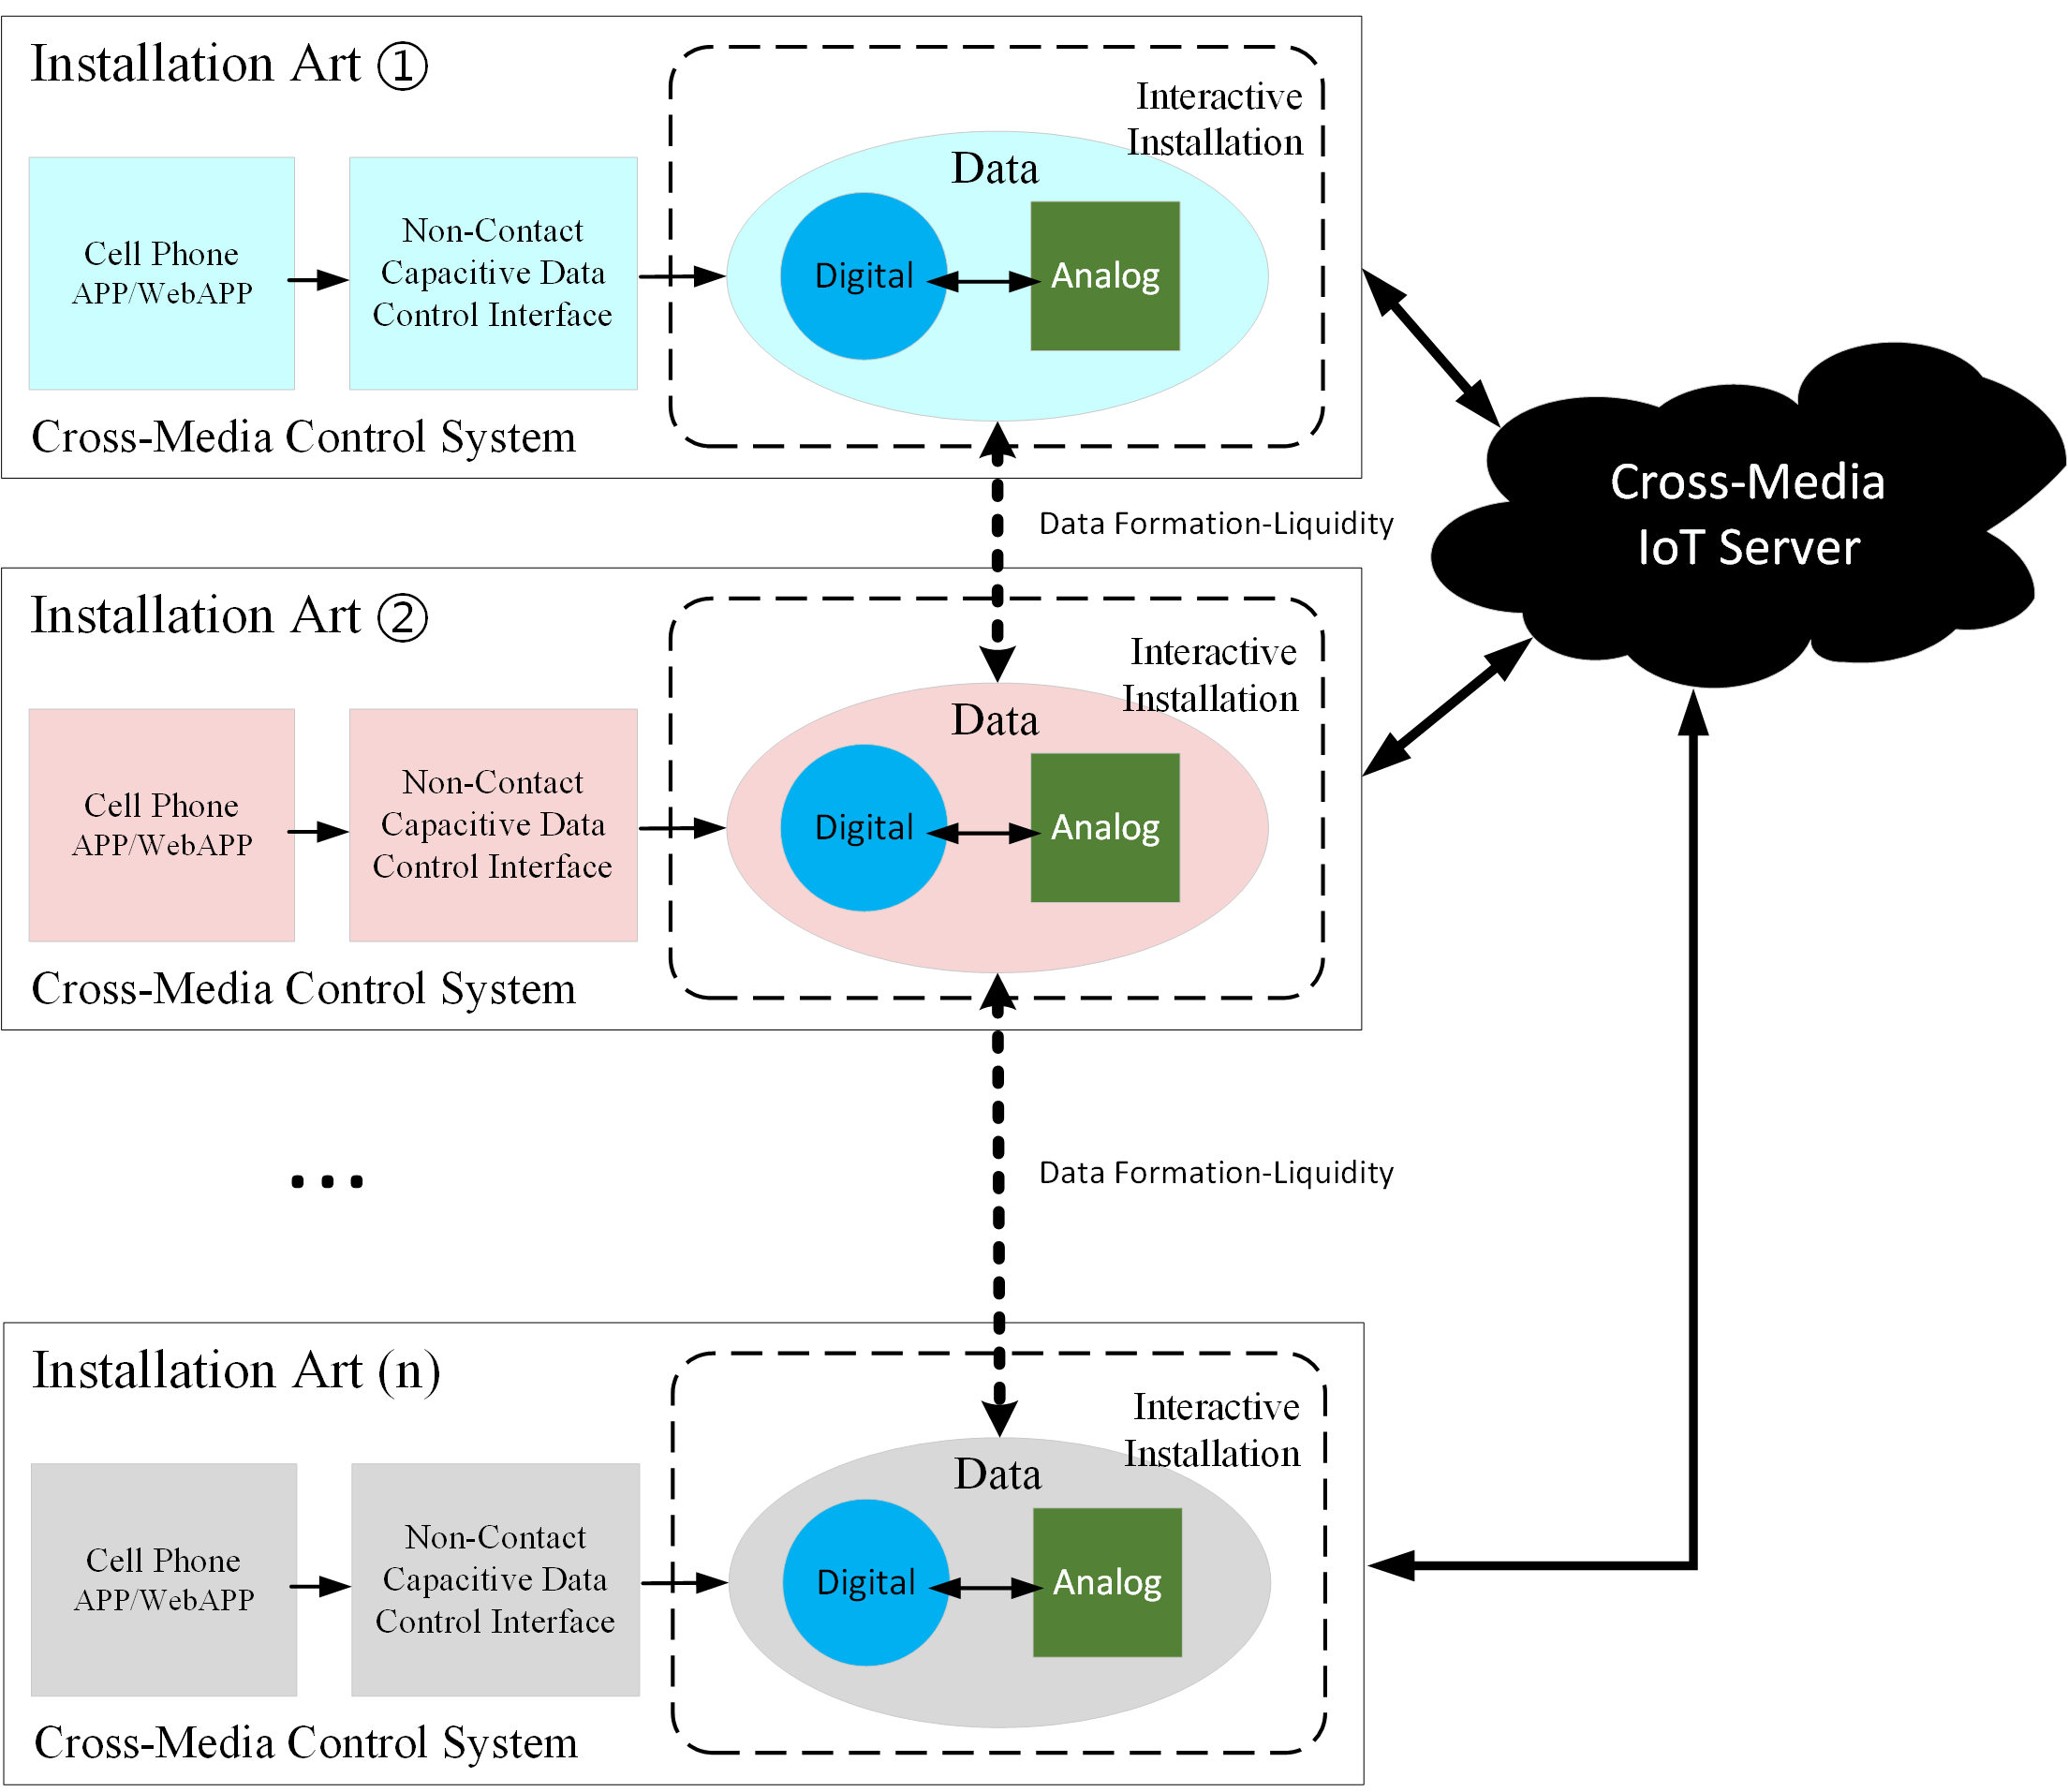 Installation Art ①
Interactive
Installation
Data
Cell Phone
APP/WebAPP
Non-Contact
Capacitive Data
Control Interface
Digital
Analog
Cross-Media Control System
Data Formation-Liquidity
Cross-Media
IoT Server
Installation Art ②
Interactive
Installation
Data
Cell Phone
APP/WebAPP
Non-Contact
Capacitive Data
Control Interface
Digital
Analog
Cross-Media Control System
...
Data Formation-Liquidity
Installation Art (n)
Interactive
Installation
Data
Cell Phone
APP/WebAPP
Non-Contact
Capacitive Data
Control Interface
Digital
Analog
Cross-Media Control System